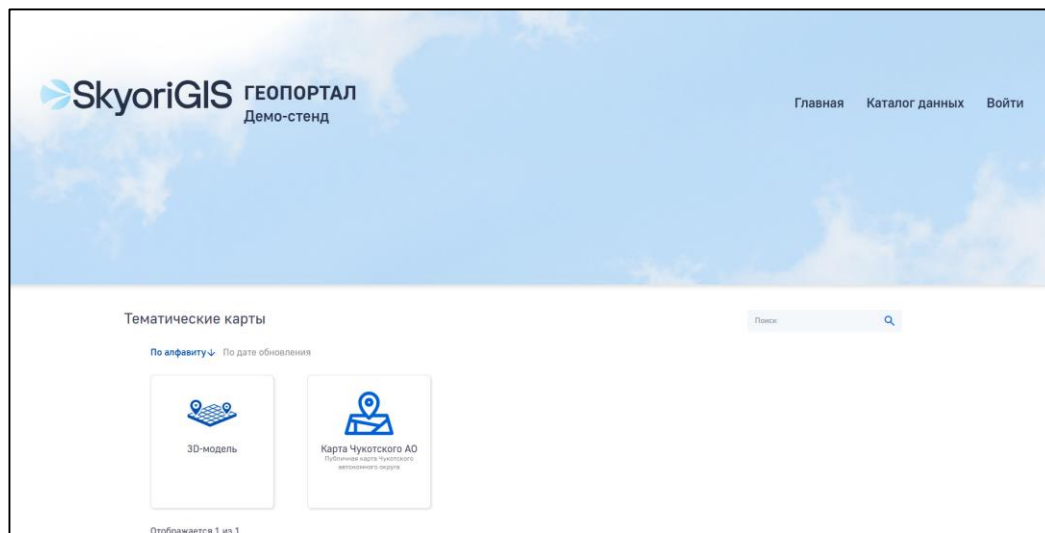 SkyoriGIS ГЕОПОРТАЛ
Демо-стенд
Главная Каталог данных Войти
Тематические карты
Поиск
По алфавиту↓ По дате обновления
3D-модель
Карта Чукотского АО
Публичная карта Чукотского
автономного округа
Отображается 1 из 1